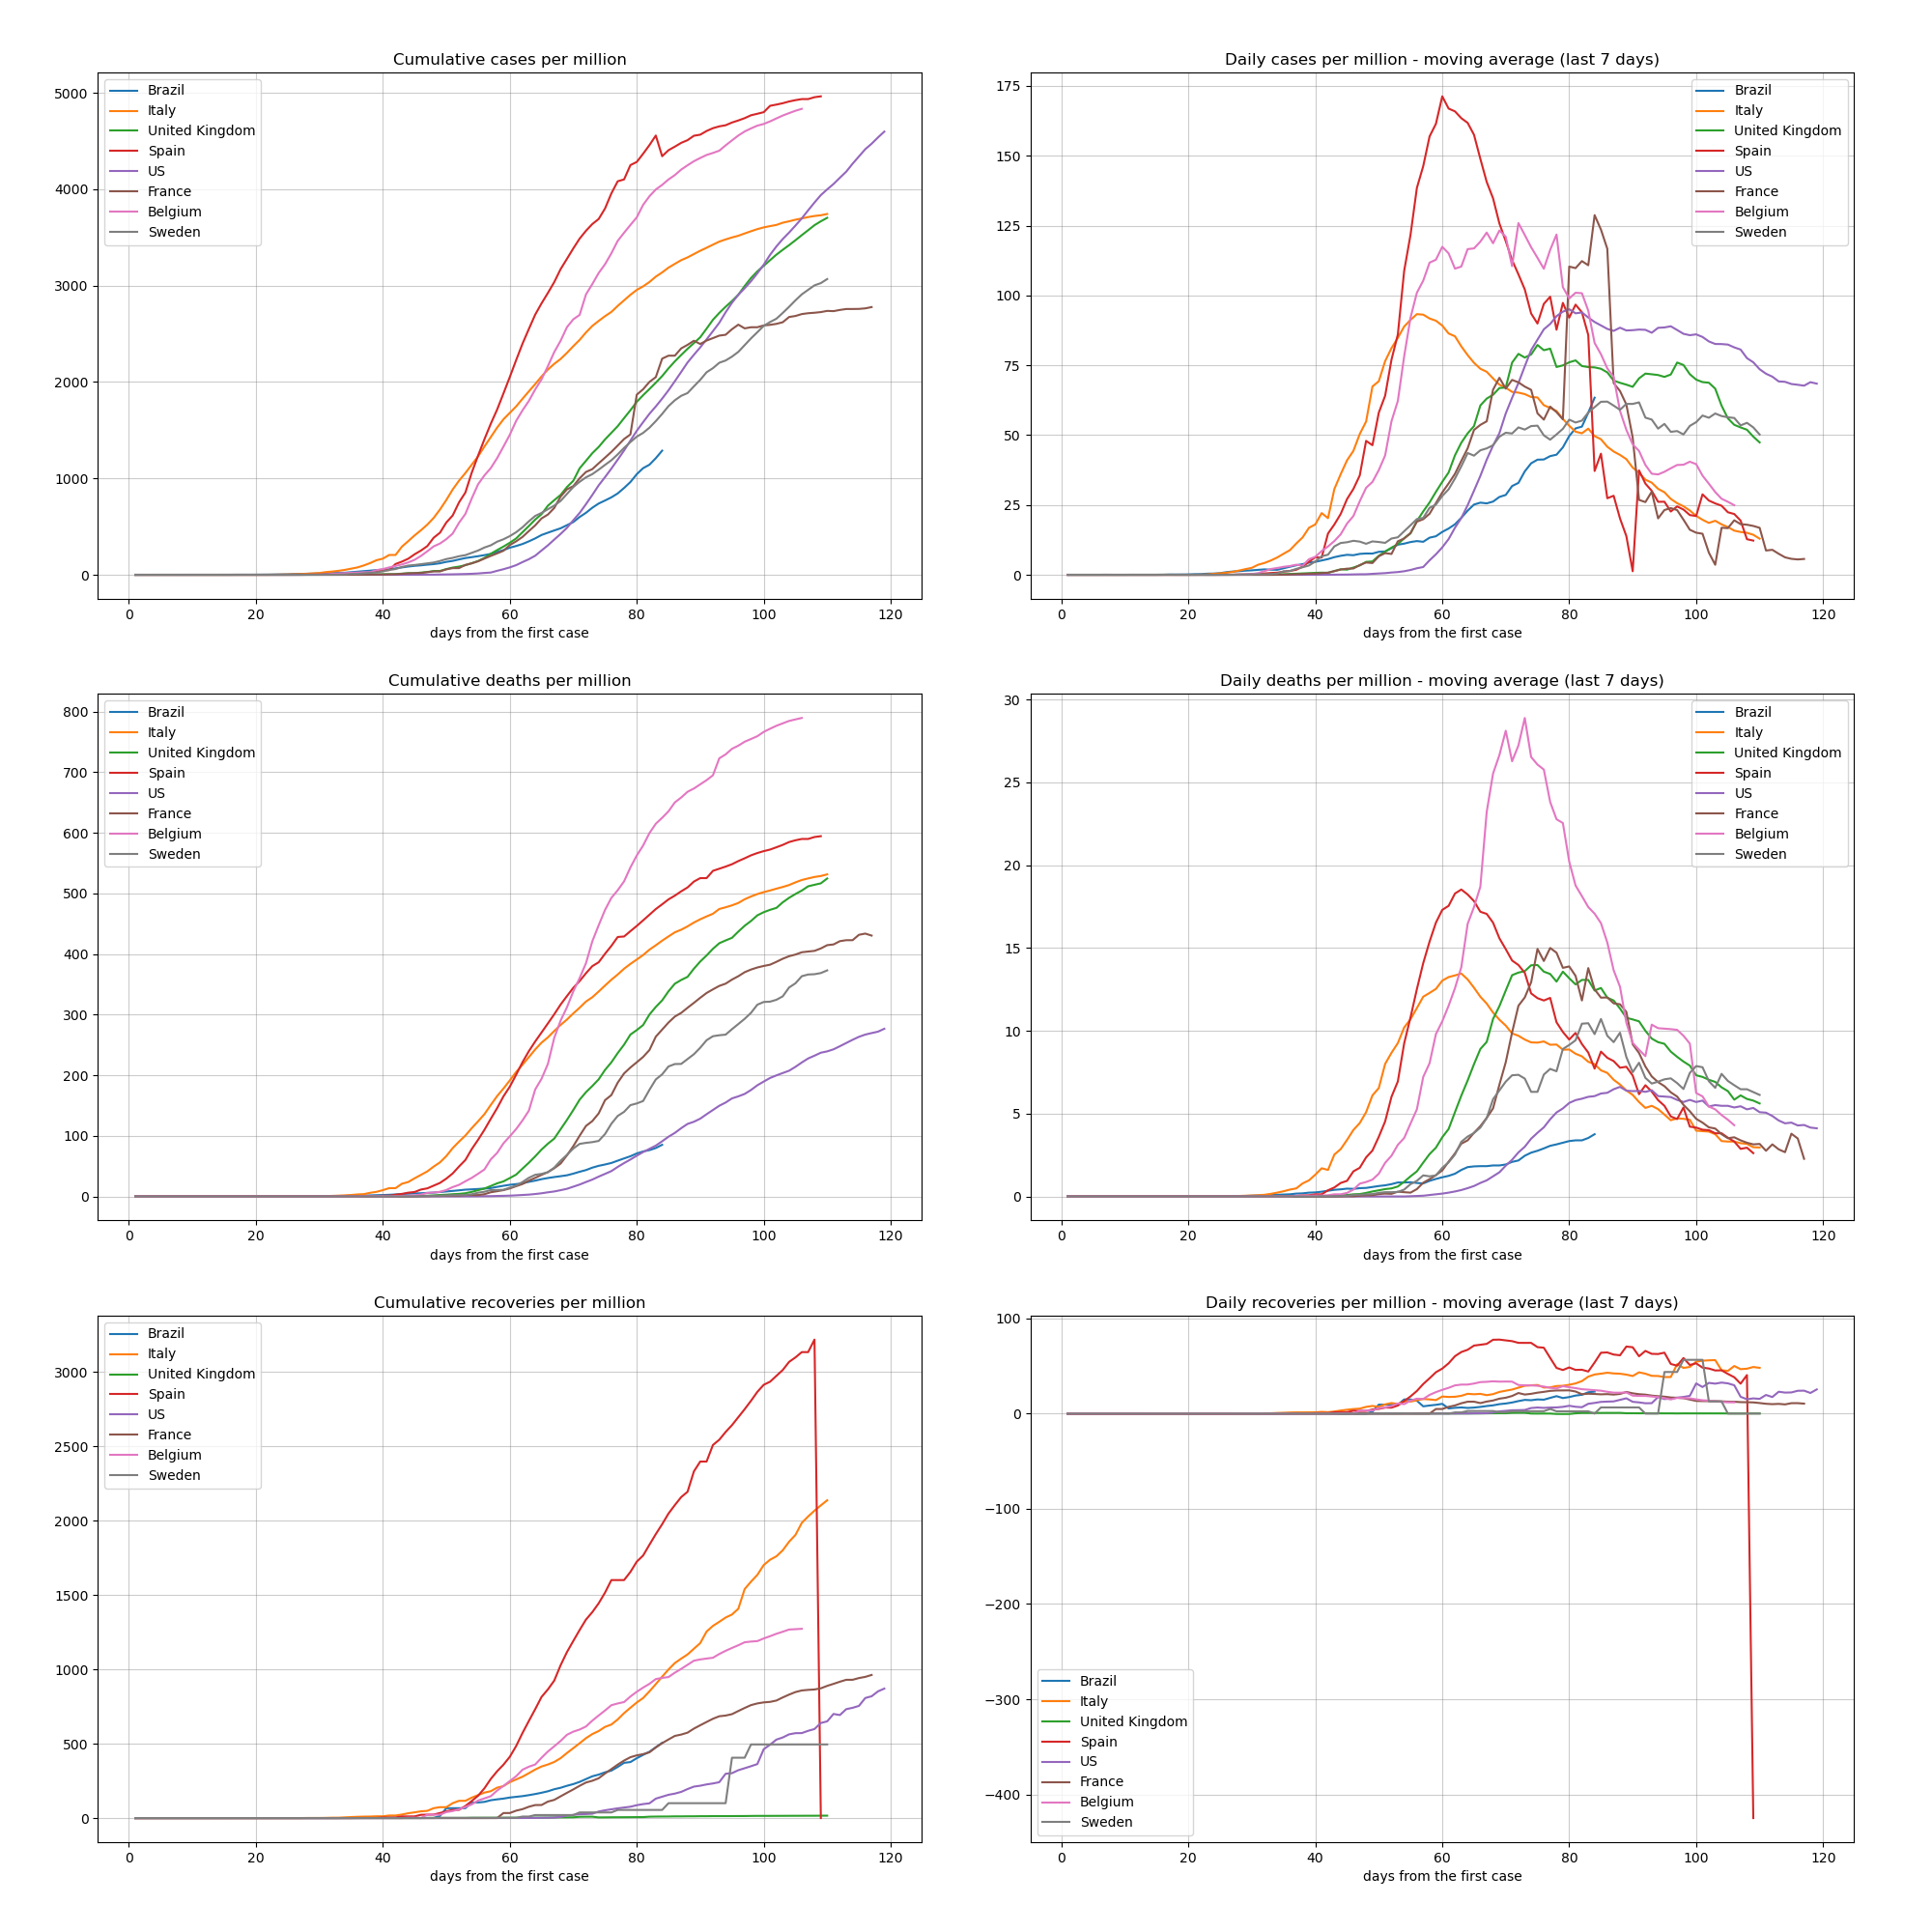 Cumulative cases per million
5000
4000
3000
2000
1000
0
Brazil
Italy
United Kingdom
Spain
US
France
Belgium
Sweden
0 20 40 60 80 100 120
days from the first case
Daily cases per million - moving average (last 7 days)
175
150
125
100
75
50
25
0
Brazil
Italy
United Kingdom
Spain
US
France
Belgium
Sweden
0 20 40 60 80 100 120
days from the first case
Cumulative deaths per million
800
700
600
500
400
300
200
100
0
Brazil
Italy
United Kingdom
Spain
US
France
Belgium
Sweden
0 20 40 60 80 100 120
days from the first case
Daily deaths per million - moving average (last 7 days)
30
25
20
15
10
5
0
Brazil
Italy
United Kingdom
Spain
US
France
Belgium
Sweden
0 20 40 60 80 100 120
days from the first case
Cumulative recoveries per million
3000
2500
2000
1500
1000
500
0
Brazil
Italy
United Kingdom
Spain
US
France
Belgium
Sweden
0 20 40 60 80 100 120
days from the first case
Daily recoveries per million - moving average (last 7 days)
100
0
−100
−200
−300
−400
Brazil
Italy
United Kingdom
Spain
US
France
Belgium
Sweden
0 20 40 60 80 100 120
days from the first case